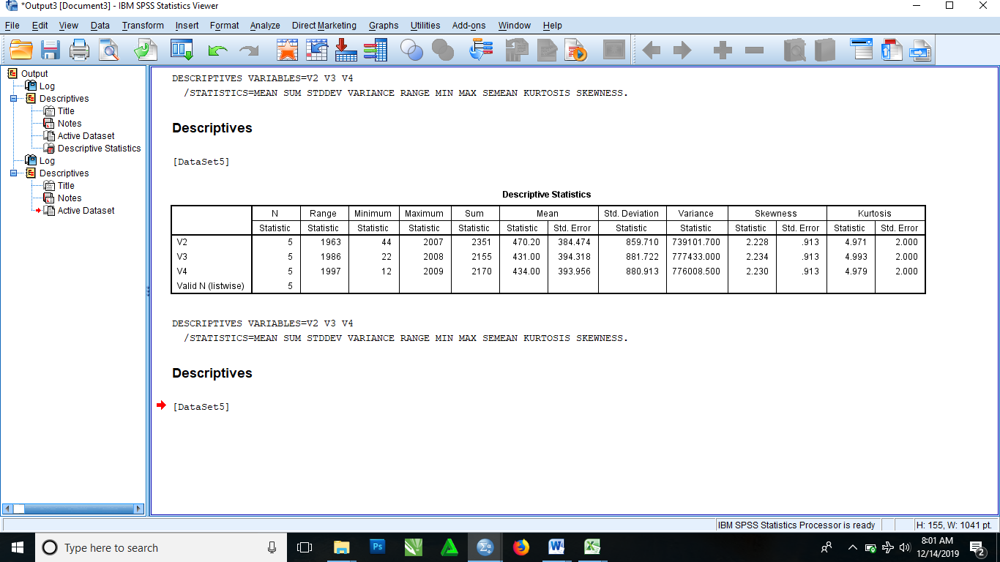 *Output3 [Document3] - IBM SPSS Statistics Viewer
File Edit View Data Transform Insert Format Analyze Direct Marketing Graphs Utilities Add-ons Window Help
Output
Log
Descriptives
Title
Notes
Active Dataset
Descriptive Statistics
Log
Descriptives
Title
Notes
Active Dataset
DESCRIPTIVES VARIABLES=V2 V3 V4
/STATISTICS=MEAN SUM STDDEV VARIANCE RANGE MIN MAX SEMEAN KURTOSIS SKEWNESS.
Descriptives
[DataSet5]
Descriptive Statistics
N Range Minimum Maximum Sum Mean Std. Deviation Variance Skewness Kurtosis
Statistic Statistic Statistic Statistic Statistic Statistic Std. Error Statistic Statistic Statistic Std. Error Statistic Std. Error
V2 5 1963 44 2007 2351 470.20 384.474 859.710 739101.700 2.228 .913 4.971 2.000
V3 5 1986 22 2008 2155 431.00 394.318 881.722 777433.000 2.234 .913 4.993 2.000
V4 5 1997 12 2009 2170 434.00 393.956 880.913 776008.500 2.230 .913 4.979 2.000
Valid N (listwise) 5
DESCRIPTIVES VARIABLES=V2 V3 V4
/STATISTICS=MEAN SUM STDDEV VARIANCE RANGE MIN MAX SEMEAN KURTOSIS SKEWNESS.
Descriptives
[DataSet5]
IBM SPSS Statistics Processor is ready H: 155, W: 1041 pt.
Type here to search
Ps
8:01 AM
12/14/2019
2